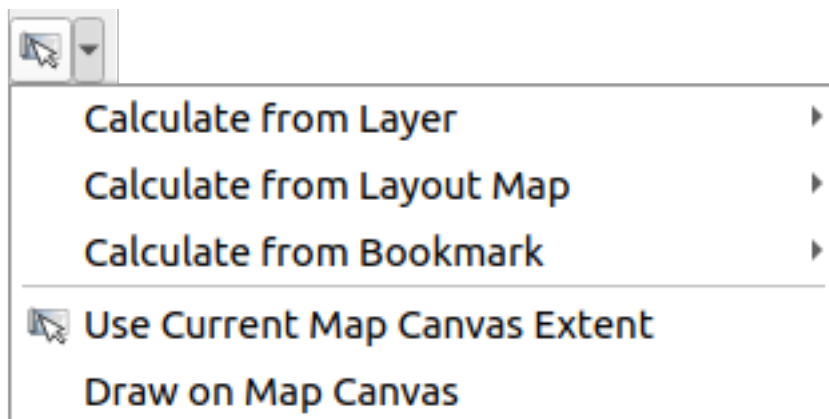 Calculate from Layer
Calculate from Layout Map
Calculate from Bookmark
Use Current Map Canvas Extent
Draw on Map Canvas